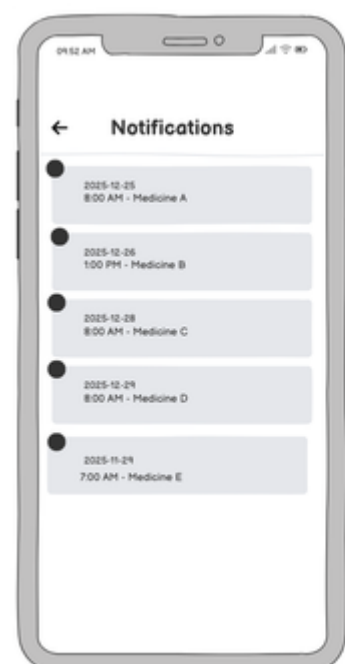 09:52 AM
Notifications
2025-12-25
8:00 AM - Medicine A
2025-12-26
1:00 PM - Medicine B
2025-12-28
8:00 AM - Medicine C
2025-12-29
8:00 AM - Medicine D
2025-11-29
7:00 AM - Medicine E